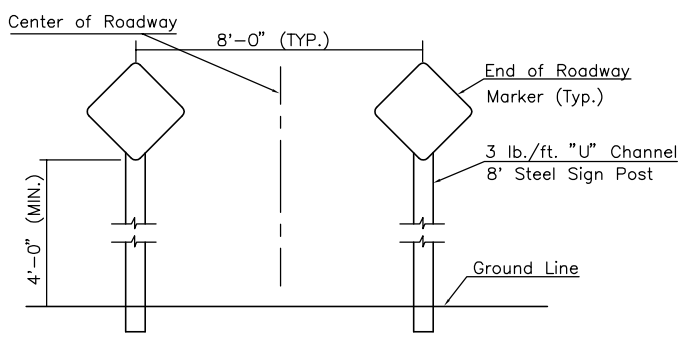 Center of Roadway
8'-0" (TYP.)
End of Roadway
Marker (Typ.)
3 lb./ft. "U" Channel
8' Steel Sign Post
4'-0" (MIN.)
Ground Line